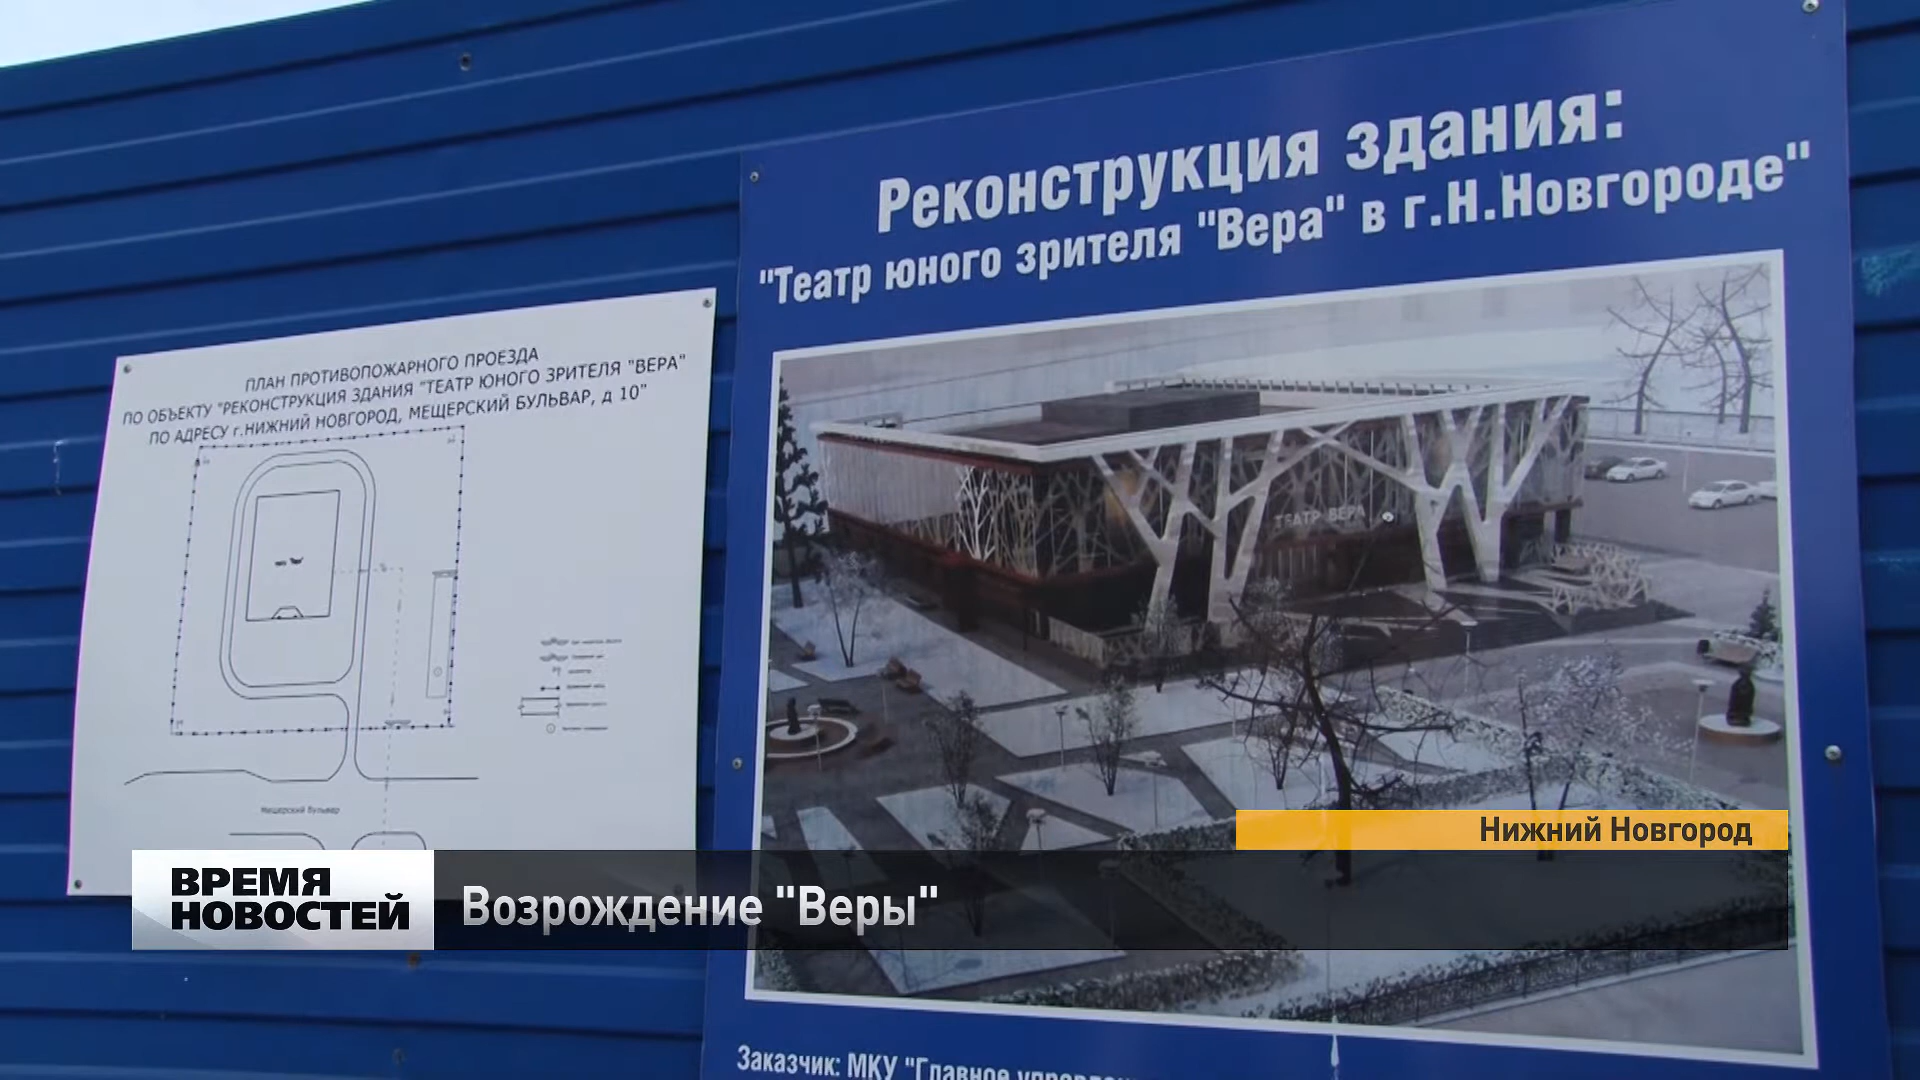 Реконструкция здания:
"Театр юного зрителя "Вера" в г.Н.Новгороде"
ПЛАН ПРОТИВОПОЖАРНОГО ПРОЕЗДА
ПО ОБЪЕКТУ "РЕКОНСТРУКЦИЯ ЗДАНИЯ "ТЕАТР ЮНОГО ЗРИТЕЛЯ "ВЕРА"
ПО АДРЕСУ г.НИЖНИЙ НОВГОРОД, МЕЩЕРСКИЙ БУЛЬВАР, д 10"
ТЕАТР ВЕРА
Мещерский бульвар
Нижний Новгород
ВРЕМЯ
НОВОСТЕЙ
Возрождение "Веры"
Заказчик: МКУ "Главное